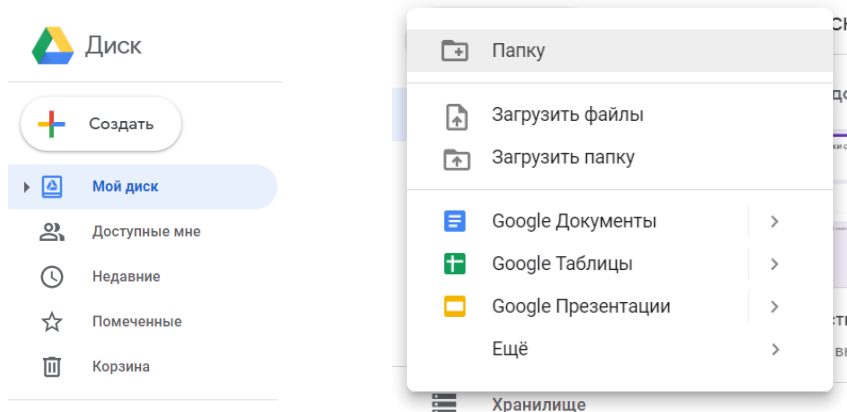 Диск
Создать
Мой диск
Доступные мне
Недавние
Помеченные
Корзина
Папку
Загрузить файлы
Загрузить папку
Google Документы
Google Таблицы
Google Презентации
Ещё
Хранилище